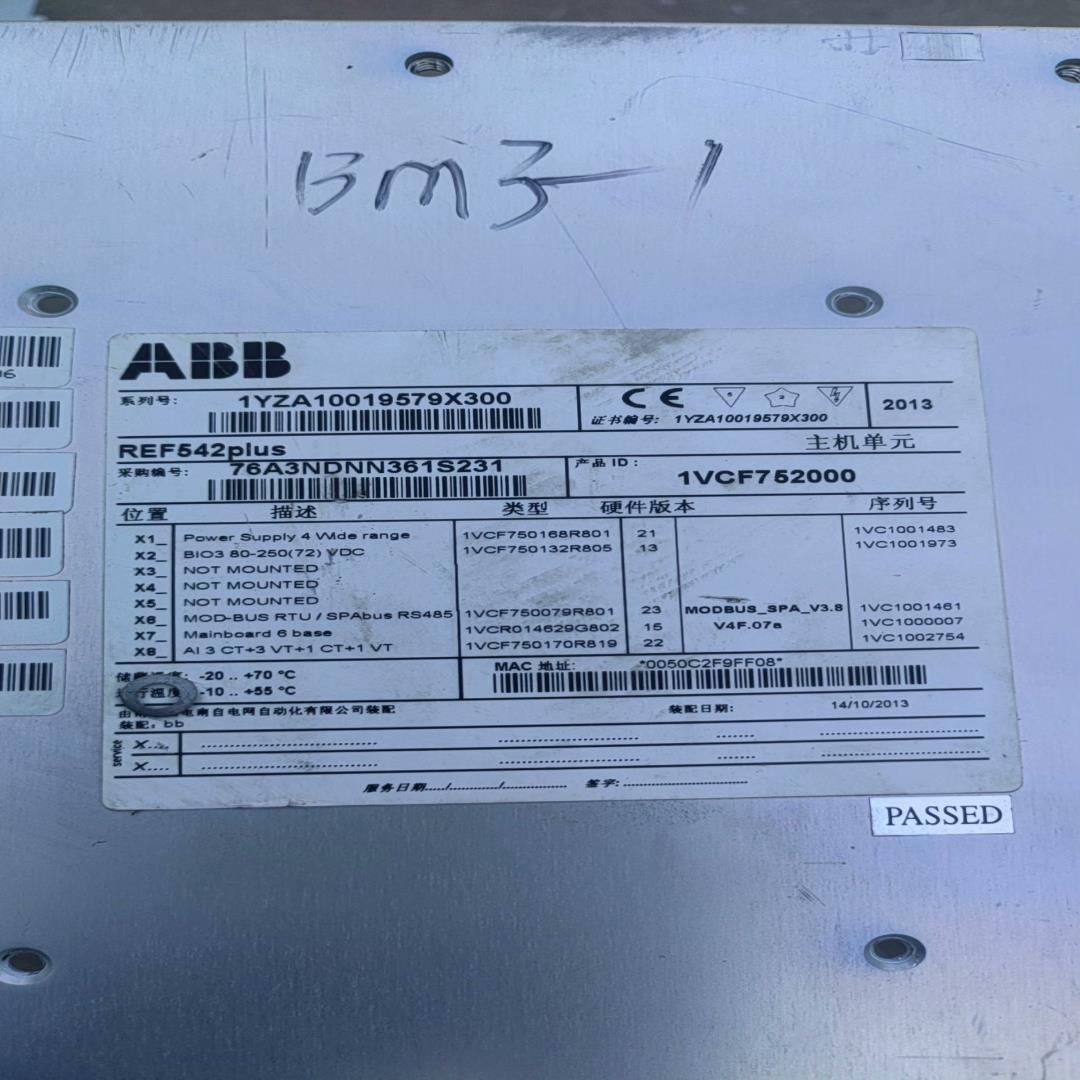 BM3-1
ABB
系列号: 1YZA10019579X300
CE
证书编号: 1YZA10019579X300
2013
REF542plus 主机单元
采购编号: 76A3NDNN361S231
产品 ID: 1VCF752000
位置 描述 类型 硬件版本 序列号
X1_ Power Supply 4 Wide range 1VCF750168R801 21 1VC1001483
X2_ BIO3 80-250(72) VDC 1VCF750132R805 13 1VC1001973
X3_ NOT MOUNTED
X4_ NOT MOUNTED
X5_ NOT MOUNTED
X6_ MOD-BUS RTU / SPAbus RS485 1VCF750079R801 23 MODBUS_SPA_V3.8 1VC1001461
X7_ Mainboard 6 base 1VCR014629G802 15 V4F.07a 1VC1000007
X8_ AI 3 CT+3 VT+1 CT+1 VT 1VCF750170R819 22 1VC1002754
-20 .. +70 °C
温度 -10 .. +55 °C
MAC 地址: *0050C2F9FF08*
由 南自电网自动化有限公司装配
装配: bb
装配日期: 14/10/2013
service
X....
X....
服务日期...../............/............... 签字: ..............................
PASSED